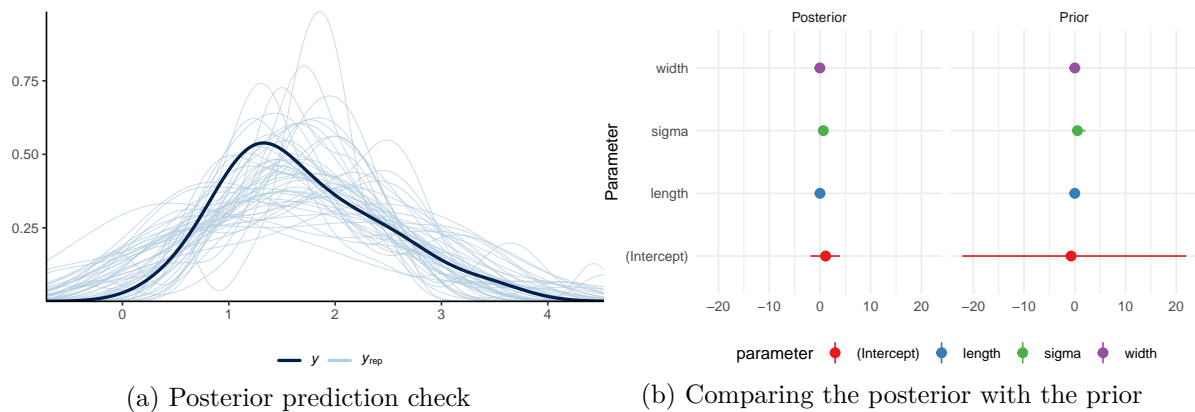 0.75
0.50
0.25
0 1 2 3 4
y y rep
(a) Posterior prediction check
Posterior Prior
Parameter
width
sigma
length
(Intercept)
−20 −10 0 10 20 −20 −10 0 10 20
parameter (Intercept) length sigma width
(b) Comparing the posterior with the prior